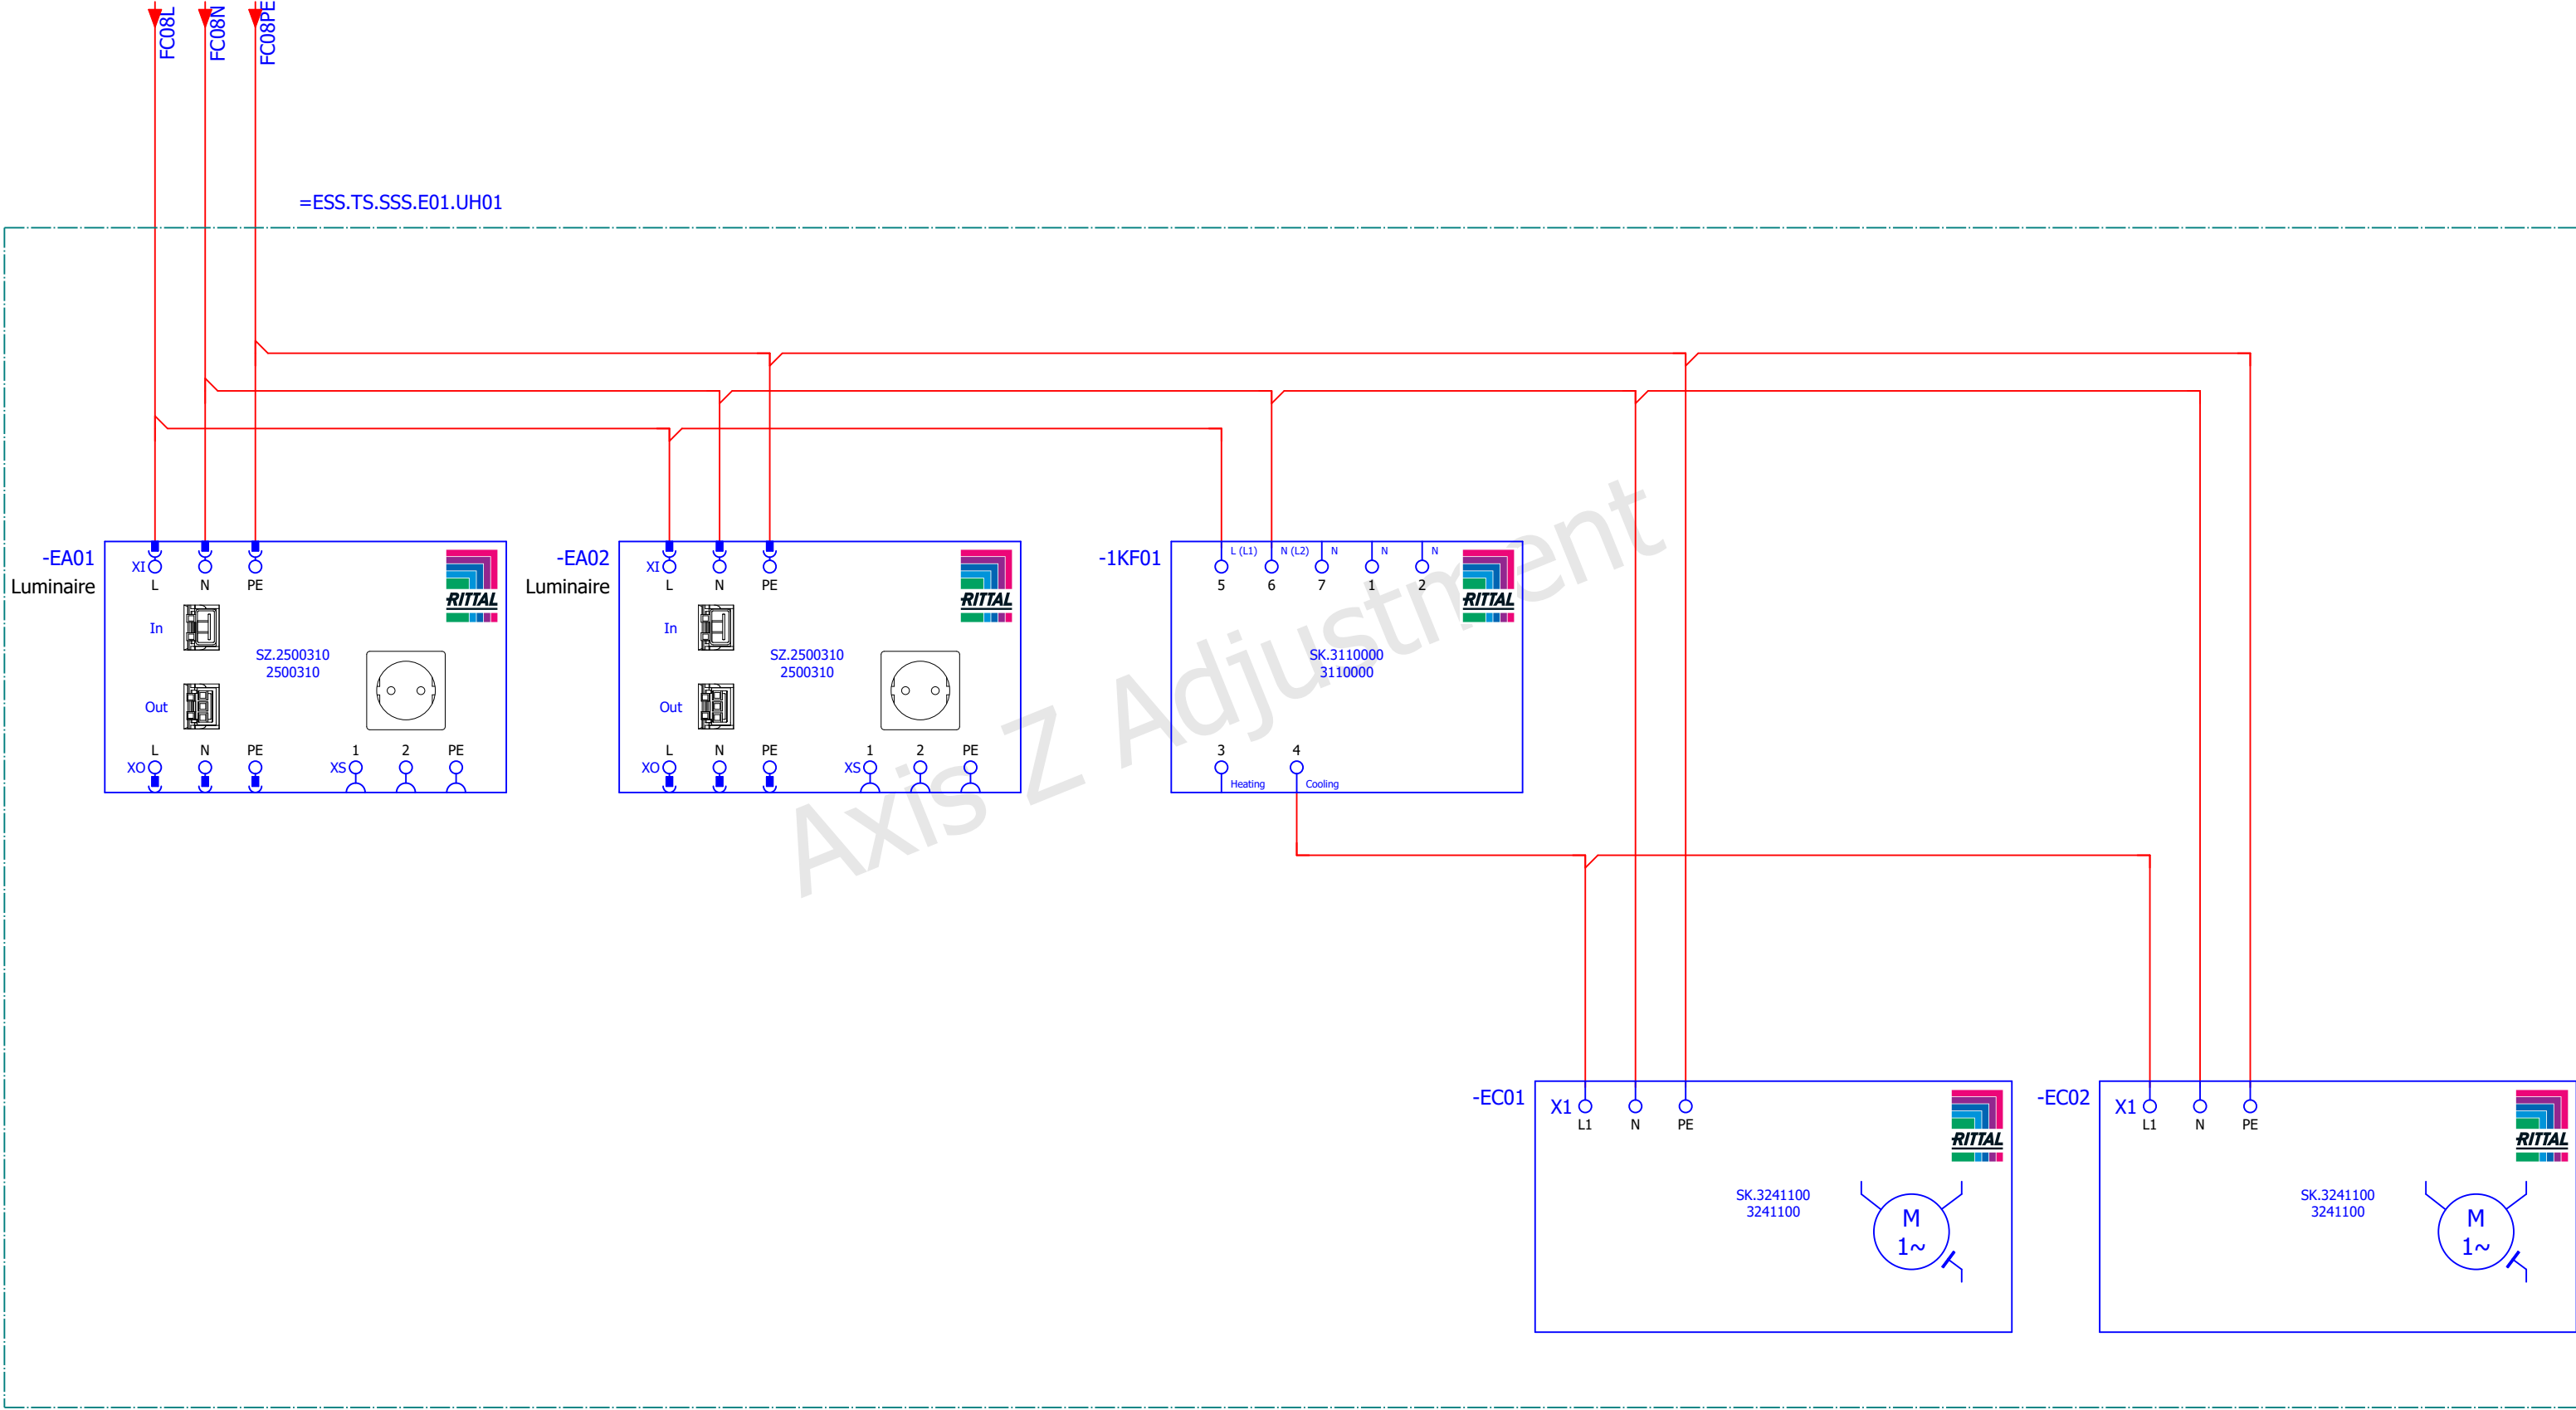 FC08L
FC08N
FC08PE
=ESS.TS.SSS.E01.UH01
-EA01
Luminaire
XI
L N PE
In
Out
SZ.2500310
2500310
L N PE 1 2 PE
XO
XS
RITTAL
-EA02
Luminaire
XI
L N PE
In
Out
SZ.2500310
2500310
L N PE 1 2 PE
XO
XS
RITTAL
-1KF01
L (L1) N (L2) N N N
5 6 7 1 2
RITTAL
SK.3110000
3110000
3 4
Heating Cooling
Axis Z Adjustment
-EC01
X1
L1 N PE
RITTAL
SK.3241100
3241100
M
1~
-EC02
X1
L1 N PE
RITTAL
SK.3241100
3241100
M
1~